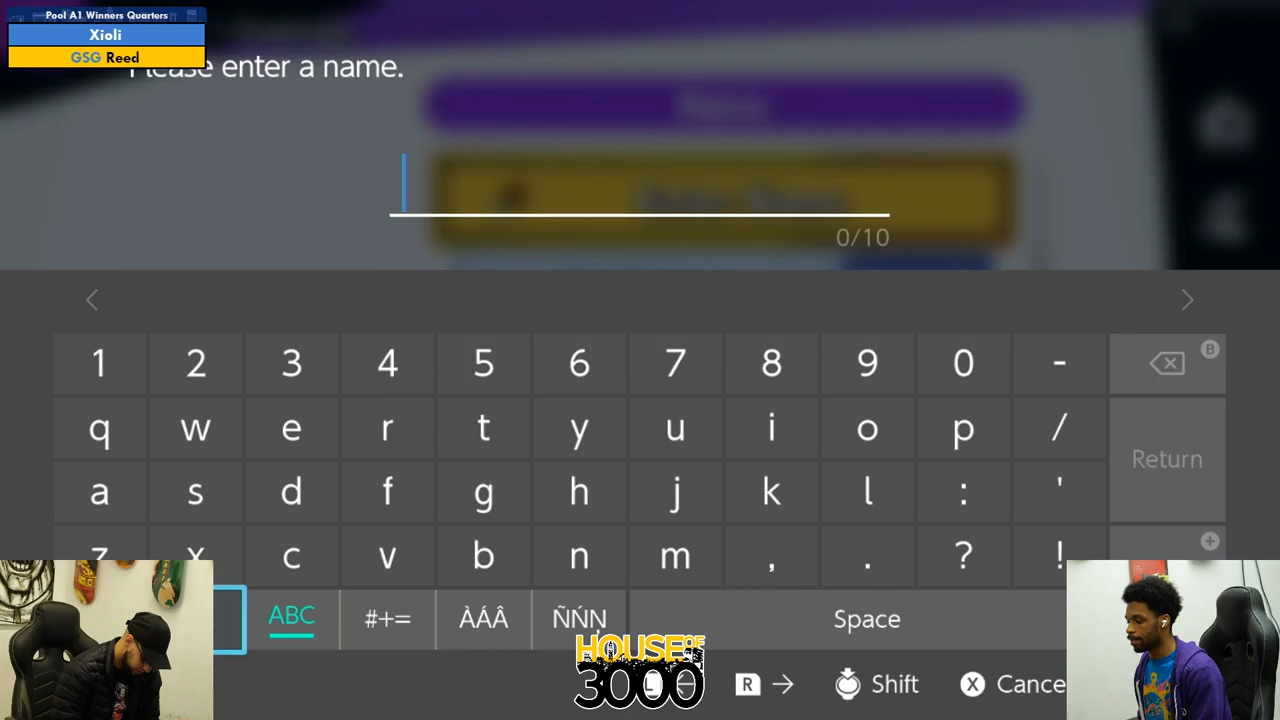 Pool A1 Winners Quarters
Xioli
GSG Reed
Please enter a name.
0/10
1 2 3 4 5 6 7 8 9 0 -
q w e r t y u i o p /
Return
a s d f g h j k l : '
z x c v b n m , . ? !
ABC #+= ÀÁÂ ÑŃŅ Space
HOUSE OF
3000
R → Shift X Cance